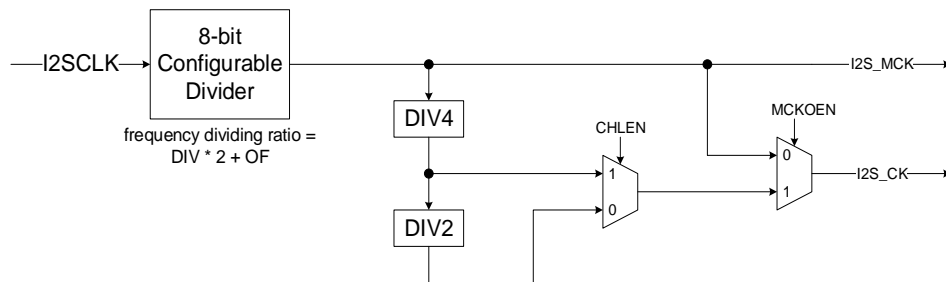 8-bit
Configurable
Divider
I2SCLK
I2S_MCK
frequency dividing ratio =
DIV * 2 + OF
DIV4
CHLEN
MCKOEN
0
1
I2S_CK
1
0
DIV2